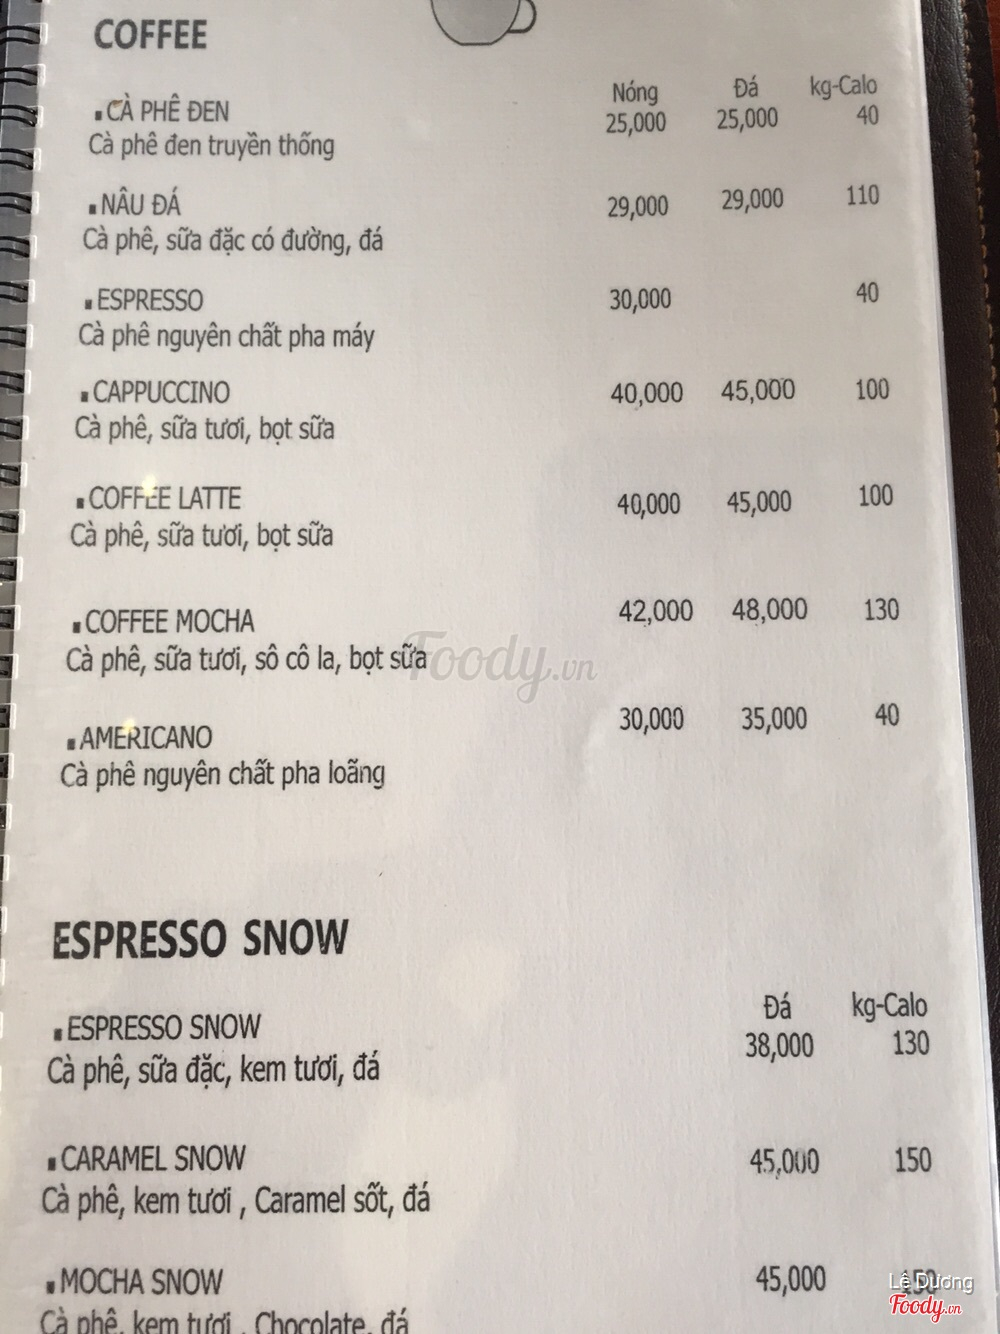 COFFEE
Nóng Đá kg-Calo
▪CÀ PHÊ ĐEN 25,000 25,000 40
Cà phê đen truyền thống
▪NÂU ĐÁ 29,000 29,000 110
Cà phê, sữa đặc có đường, đá
▪ESPRESSO 30,000 40
Cà phê nguyên chất pha máy
▪CAPPUCCINO 40,000 45,000 100
Cà phê, sữa tươi, bọt sữa
▪COFFEE LATTE 40,000 45,000 100
Cà phê, sữa tươi, bọt sữa
▪COFFEE MOCHA 42,000 48,000 130
Cà phê, sữa tươi, sô cô la, bọt sữa
Foody.vn
▪AMERICANO 30,000 35,000 40
Cà phê nguyên chất pha loãng
ESPRESSO SNOW
Đá kg-Calo
▪ESPRESSO SNOW 38,000 130
Cà phê, sữa đặc, kem tươi, đá
▪CARAMEL SNOW 45,000 150
Cà phê, kem tươi , Caramel sốt, đá
▪MOCHA SNOW 45,000 150
Cà phê, kem tươi , Chocolate, đá
Lê Dương
Foody.vn